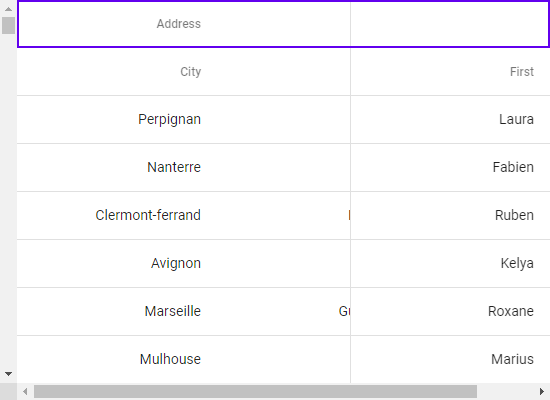 Address
City First
Perpignan Laura
Nanterre Fabien
Clermont-ferrand Ruben
Avignon Kelya
Marseille Roxane
Mulhouse Marius